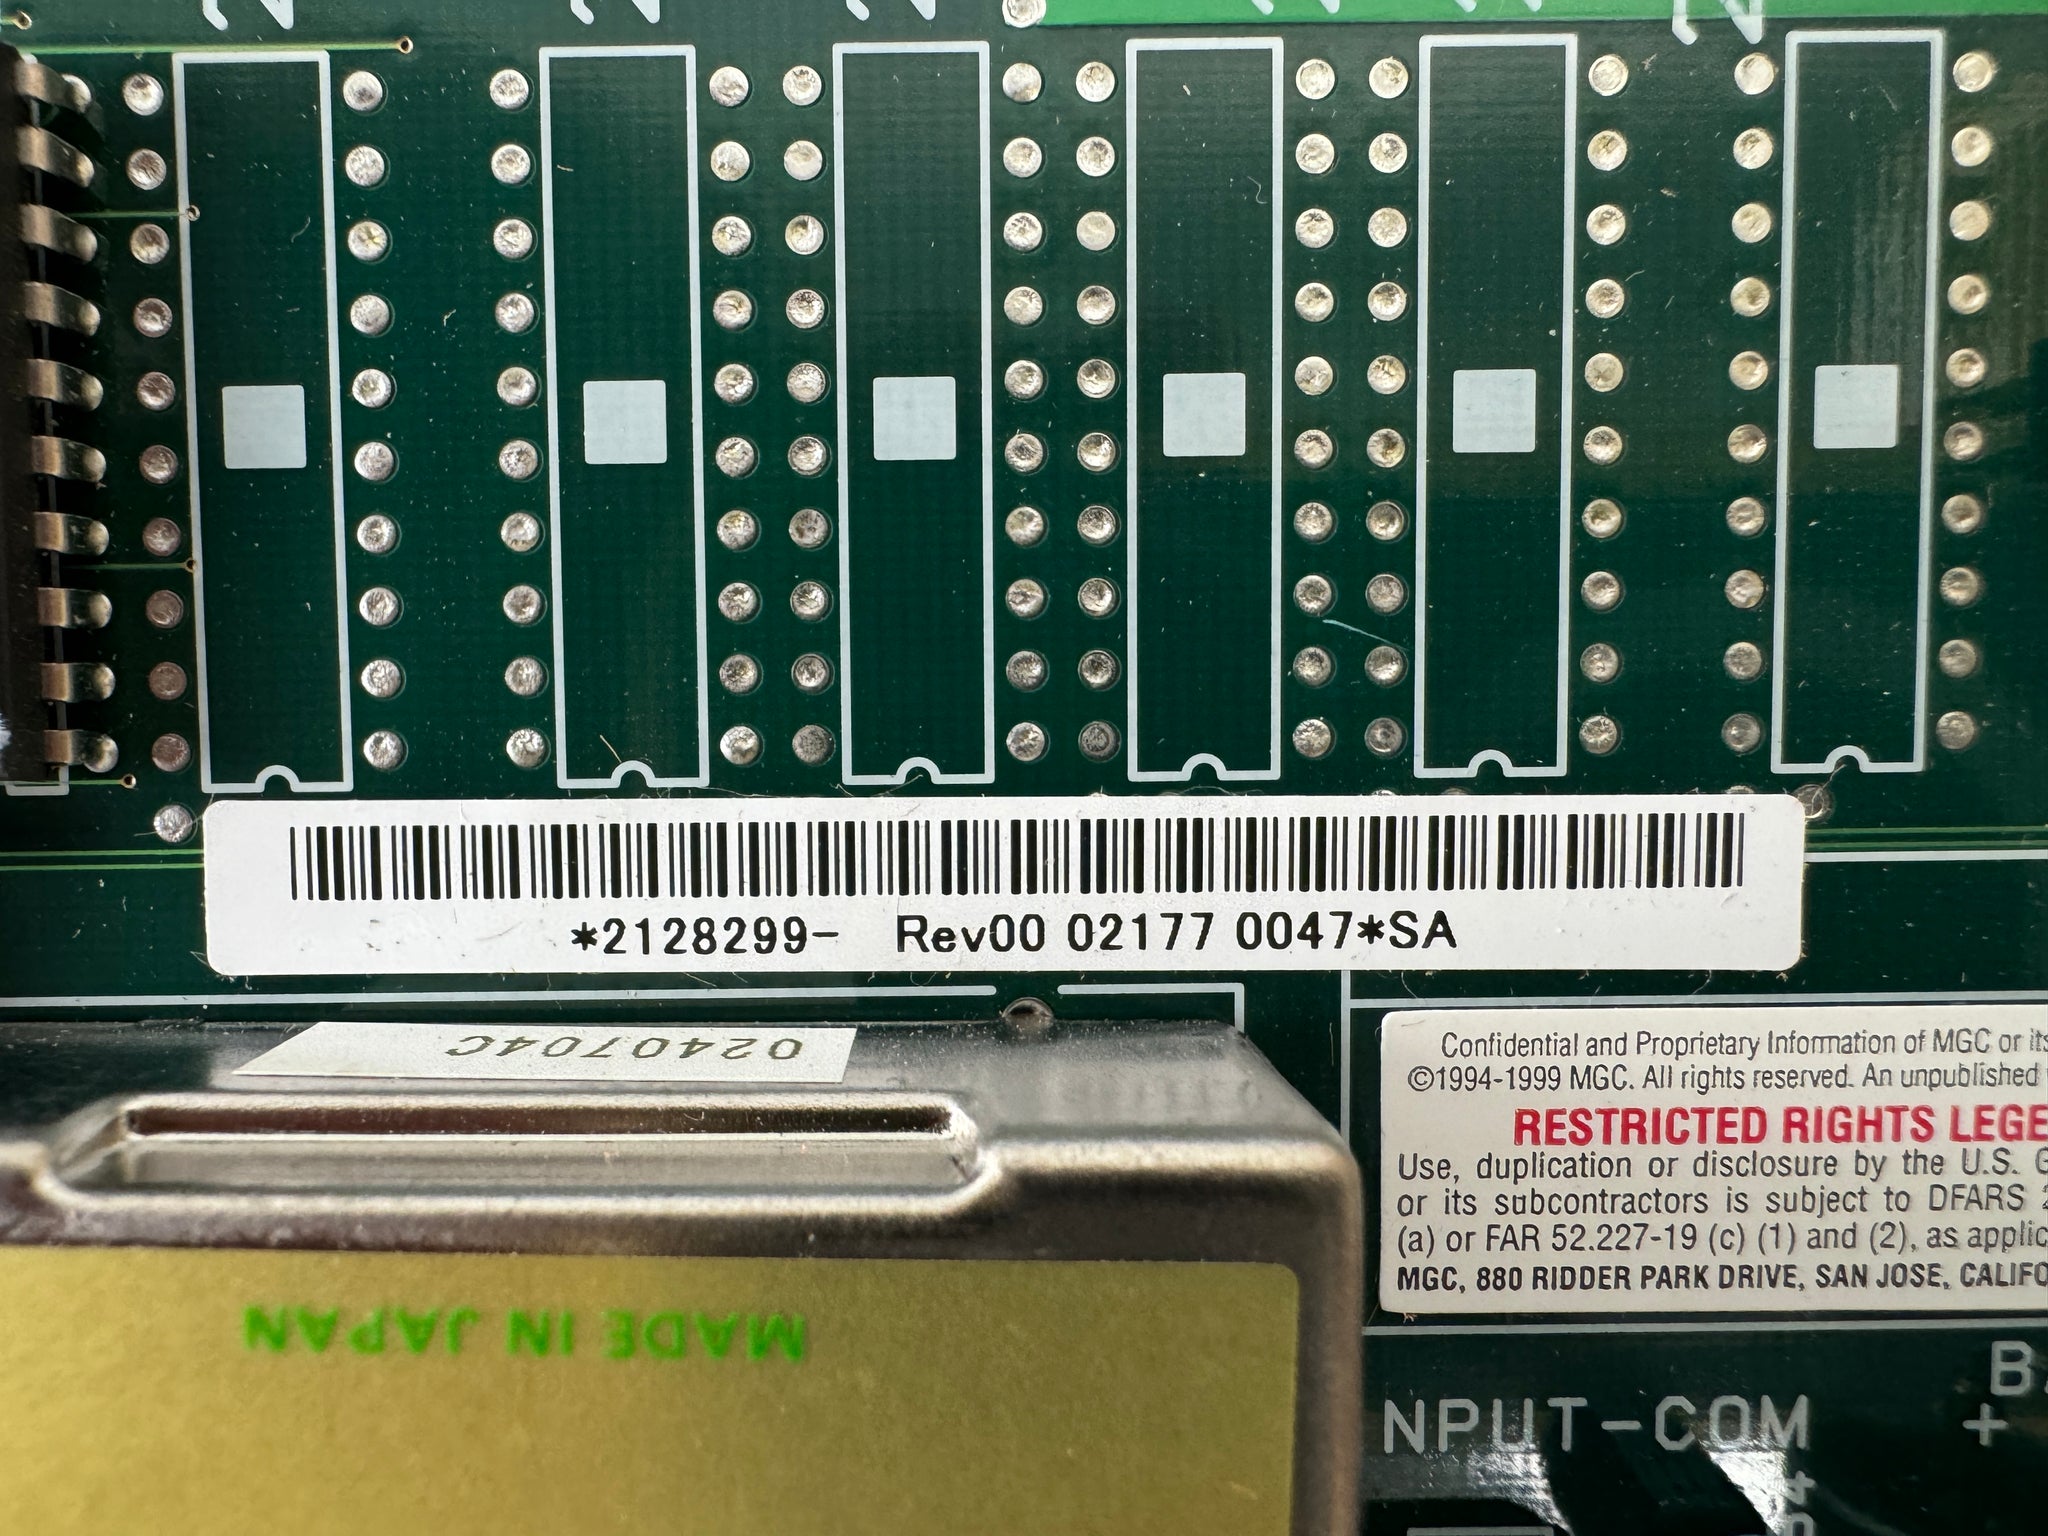 *2128299-   Rev00 02177 0047*SA
0240704C
MADE IN JAPAN
Confidential and Proprietary Information of MGC or its
©1994-1999 MGC. All rights reserved. An unpublished
RESTRICTED RIGHTS LEGE
Use, duplication or disclosure by the U.S. G
or its subcontractors is subject to DFARS 2
(a) or FAR 52.227-19 (c) (1) and (2), as applic
MGC, 880 RIDDER PARK DRIVE, SAN JOSE, CALIFO
NPUT-COM
B
+